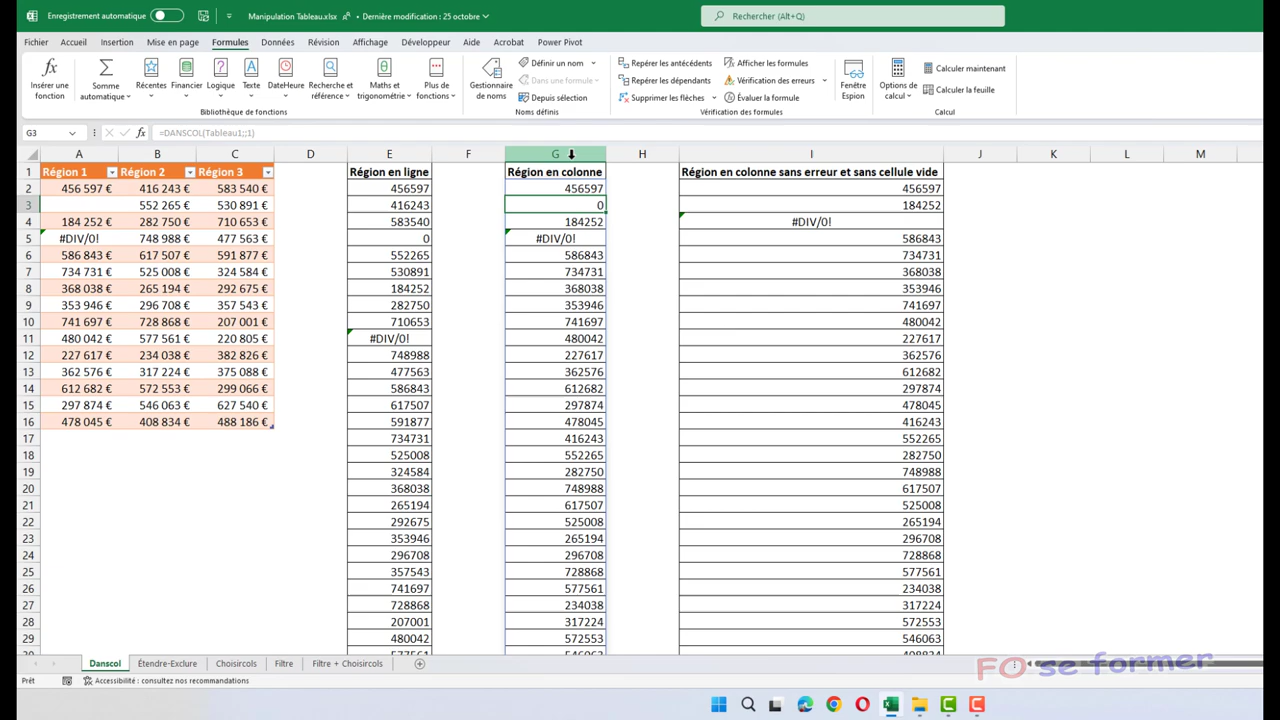 Enregistrement automatique Manipulation Tableau.xlsx • Dernière modification : 25 octobre Rechercher (Alt+Q)
Fichier Accueil Insertion Mise en page Formules Données Révision Affichage Développeur Aide Acrobat Power Pivot
Insérer une fonction Somme automatique Récentes Financier Logique Texte DateHeure Recherche et référence Maths et trigonométrie Plus de fonctions Gestionnaire de noms Définir un nom Repérer les antécédents Afficher les formules Fenêtre Espion Options de calcul Calculer maintenant
Dans une formule Repérer les dépendants Vérification des erreurs Calculer la feuille
Depuis sélection Supprimer les flèches Évaluer la formule
Bibliothèque de fonctions Noms définis Vérification des formules Calcul
G3 fx =DANSCOL(Tableau1;;1)
A B C D E F G H I J K L M
1 Région 1 Région 2 Région 3 Région en ligne Région en colonne Région en colonne sans erreur et sans cellule vide
2 456 597 € 416 243 € 583 540 € 456597 456597 456597
3 552 265 € 530 891 € 416243 0 184252
4 184 252 € 282 750 € 710 653 € 583540 184252 #DIV/0!
5 #DIV/0! 748 988 € 477 563 € 0 #DIV/0! 586843
6 586 843 € 617 507 € 591 877 € 552265 586843 734731
7 734 731 € 525 008 € 324 584 € 530891 734731 368038
8 368 038 € 265 194 € 292 675 € 184252 368038 353946
9 353 946 € 296 708 € 357 543 € 282750 353946 741697
10 741 697 € 728 868 € 207 001 € 710653 741697 480042
11 480 042 € 577 561 € 220 805 € #DIV/0! 480042 227617
12 227 617 € 234 038 € 382 826 € 748988 227617 362576
13 362 576 € 317 224 € 375 088 € 477563 362576 612682
14 612 682 € 572 553 € 299 066 € 586843 612682 297874
15 297 874 € 546 063 € 627 540 € 617507 297874 478045
16 478 045 € 408 834 € 488 186 € 591877 478045 416243
17 734731 416243 552265
18 525008 552265 282750
19 324584 282750 748988
20 368038 748988 617507
21 265194 617507 525008
22 292675 525008 265194
23 353946 265194 296708
24 296708 296708 728868
25 357543 728868 577561
26 741697 577561 234038
27 728868 234038 317224
28 207001 317224 572553
29 480042 572553 546063
30 577561 546063 408834
Danscol Étendre-Exclure Choisircols Filtre Filtre + Choisircols
FO se former
Prêt Accessibilité : consultez nos recommandations